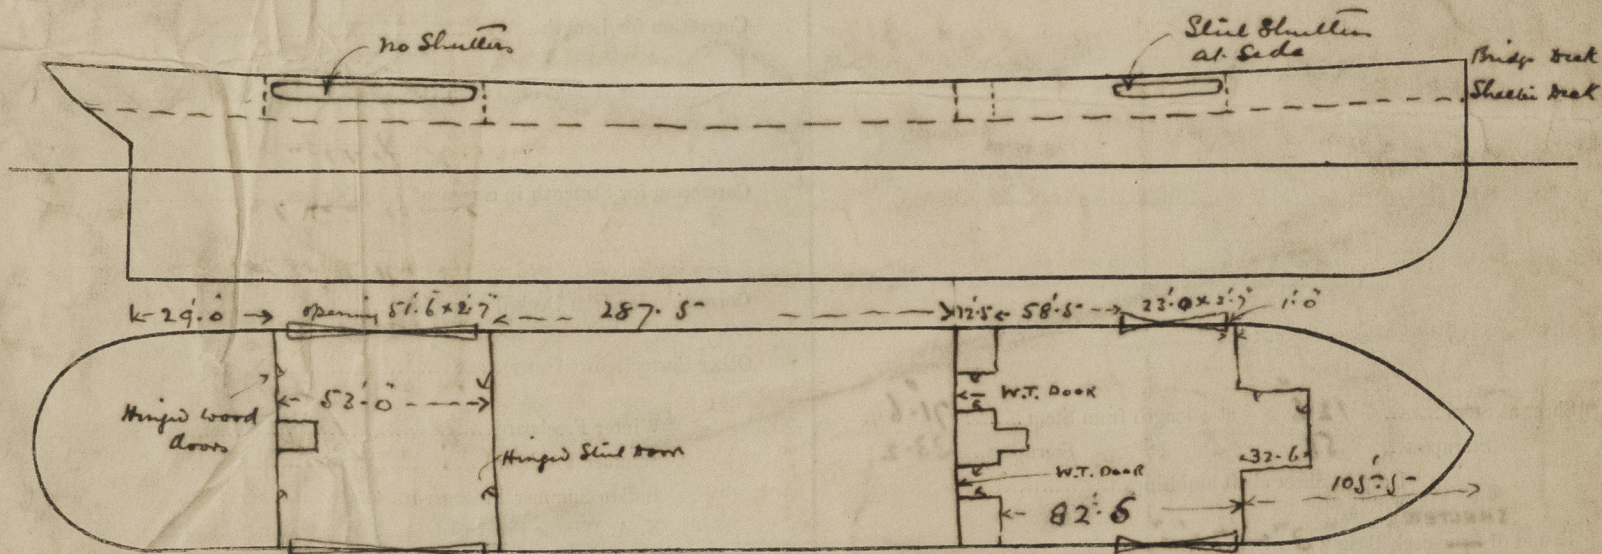 no Shutters
Steel Shutters
at Side
Bridge Deck
Shelter Deck
29'.0"
opening 51'.6" x 2'.7"
287.5
12.5
58'.5
23'.0 x 2'.7"
1'.0"
53'.0"
W.T. DOOR
Hinged Wood
doors
Hinged Steel Door
W.T. DOOR
32-6
105'.5
82'.6